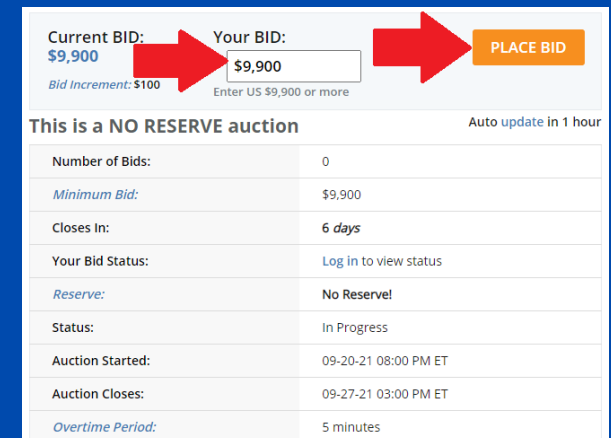 Current BID: Your BID:
$9,900
$9,900
PLACE BID
Bid Increment: $100
Enter US $9,900 or more
This is a NO RESERVE auction
Auto update in 1 hour
Number of Bids: 0
Minimum Bid: $9,900
Closes In: 6 days
Your Bid Status: Log in to view status
Reserve: No Reserve!
Status: In Progress
Auction Started: 09-20-21 08:00 PM ET
Auction Closes: 09-27-21 03:00 PM ET
Overtime Period: 5 minutes